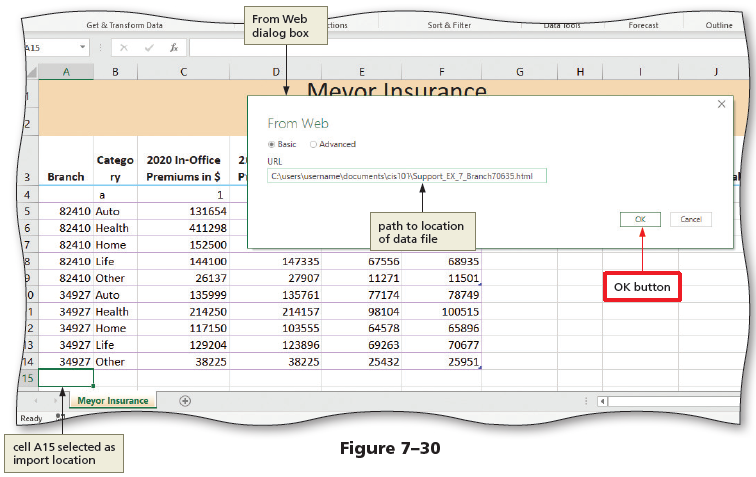 From Web
dialog box
Get & Transform Data
Sort & Filter
Data Tools
Forecast
Outline
A15
fx
A B C D E F G H I J
1 Meyor Insurance
2
3 Branch
Catego
ry
2020 In-Office
Premiums in $
4 a 1
5 82410 Auto 131654
6 82410 Health 411298
7 82410 Home 152500
8 82410 Life 144100 147335 67556 68935
9 82410 Other 26137 27907 11271 11501
0 34927 Auto 135999 135761 77174 78749
1 34927 Health 214250 214157 98104 100515
2 34927 Home 117150 103555 64578 65896
13 34927 Life 129204 123896 69263 70677
14 34927 Other 38225 38225 25432 25951
15
From Web
Basic Advanced
URL
C:\users\username\documents\cis101\Support_EX_7_Branch70635.html
OK Cancel
path to location
of data file
OK button
Meyor Insurance
Ready
cell A15 selected as
import location
Figure 7–30